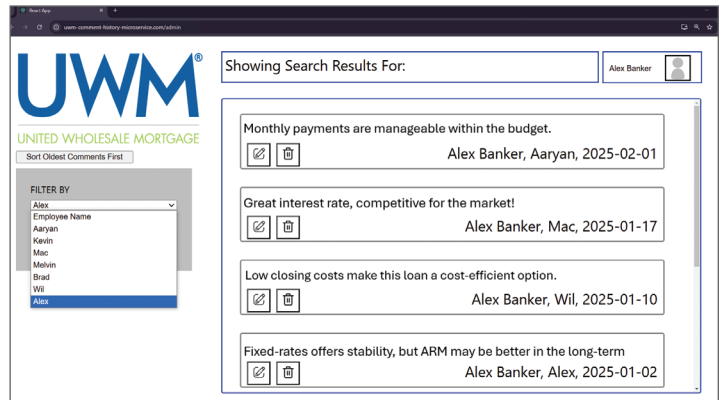 React App
uwm-comment-history-microservice.com/admin
UWM®
UNITED WHOLESALE MORTGAGE
Sort Oldest Comments First
FILTER BY
Alex
Employee Name
Aaryan
Kevin
Mac
Melvin
Brad
Wil
Alex
Showing Search Results For:
Alex Banker
Monthly payments are manageable within the budget.
Alex Banker, Aaryan, 2025-02-01
Great interest rate, competitive for the market!
Alex Banker, Mac, 2025-01-17
Low closing costs make this loan a cost-efficient option.
Alex Banker, Wil, 2025-01-10
Fixed-rates offers stability, but ARM may be better in the long-term
Alex Banker, Alex, 2025-01-02